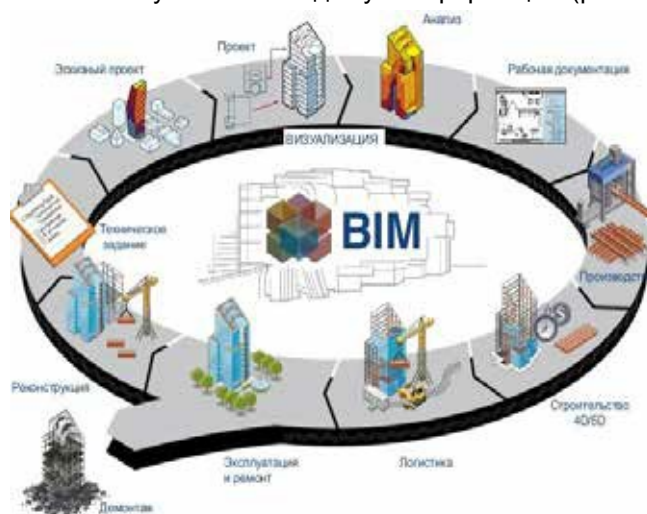 Анализ
Проект
Эскизный проект
Рабочая документация
ВИЗУАЛИЗАЦИЯ
BIM
Техническое
задание
Производст
Реконструкция
Строительство
4D/5D
Эксплуатация
и ремонт
Логистика
Демонтаж